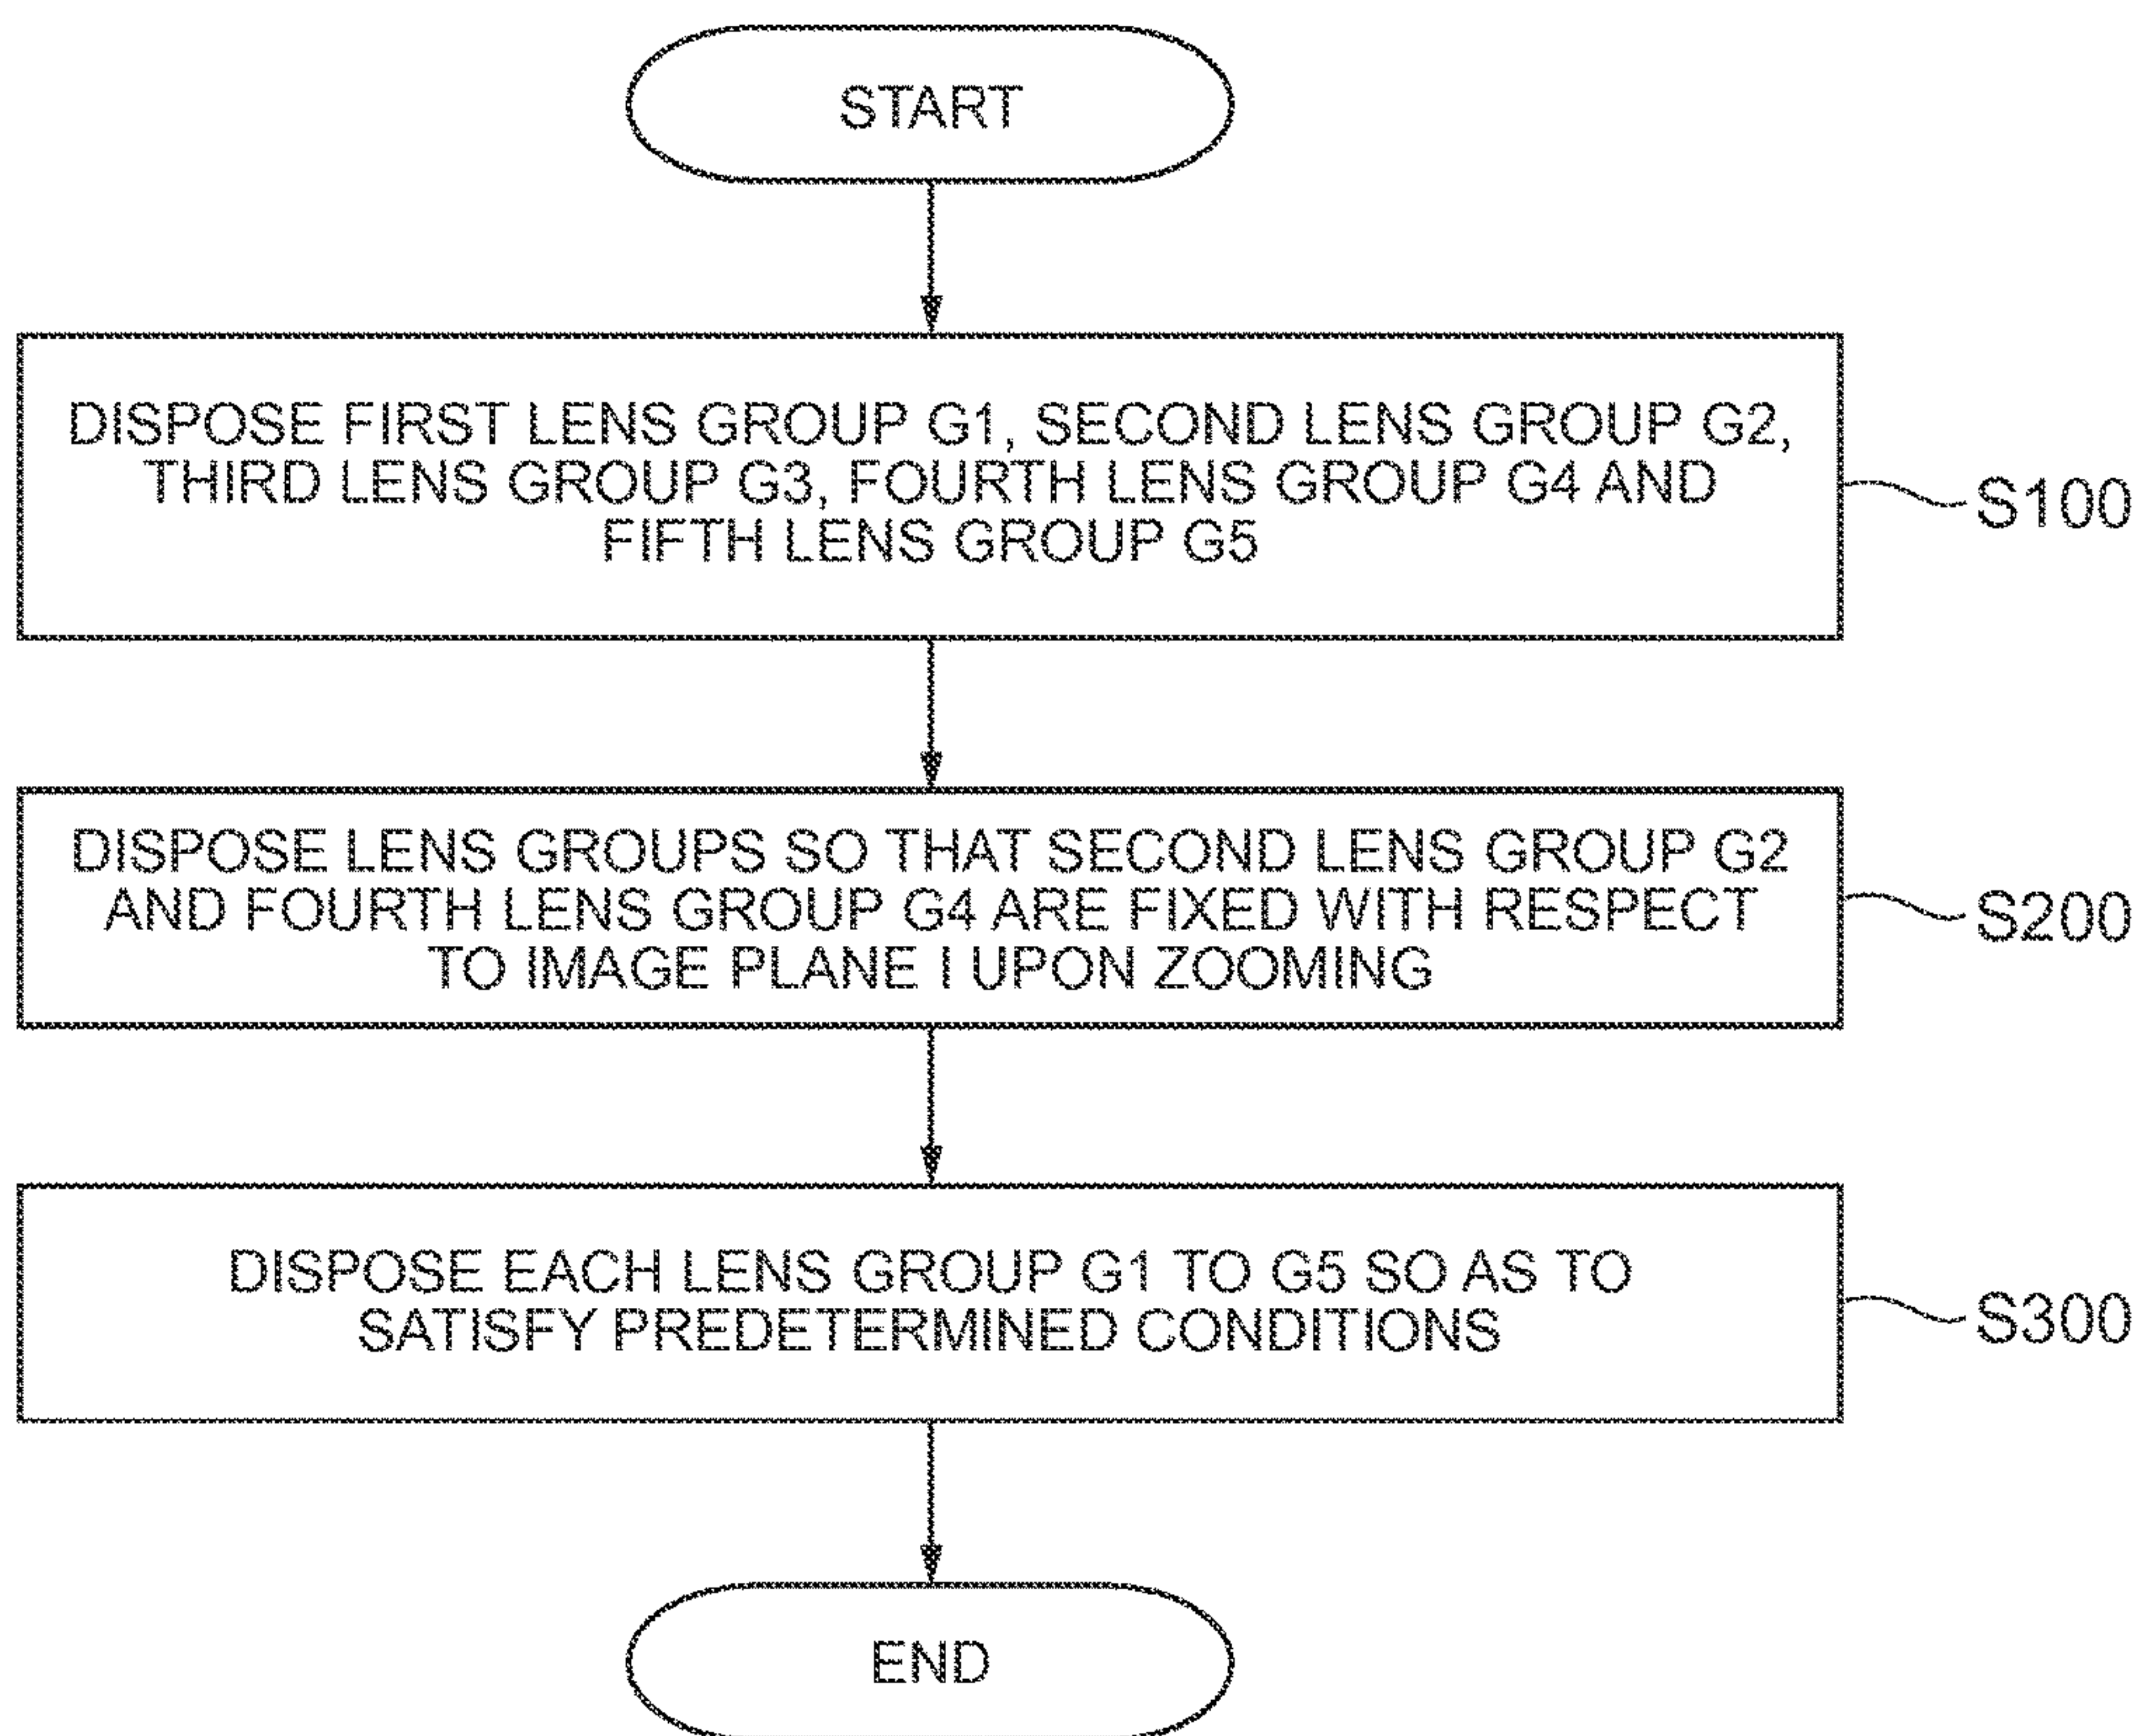 START
DISPOSE FIRST LENS GROUP G1, SECOND LENS GROUP G2,
THIRD LENS GROUP G3, FOURTH LENS GROUP G4 AND
FIFTH LENS GROUP G5
S100
DISPOSE LENS GROUPS SO THAT SECOND LENS GROUP G2
AND FOURTH LENS GROUP G4 ARE FIXED WITH RESPECT
TO IMAGE PLANE I UPON ZOOMING
S200
DISPOSE EACH LENS GROUP G1 TO G5 SO AS TO
SATISFY PREDETERMINED CONDITIONS
S300
END